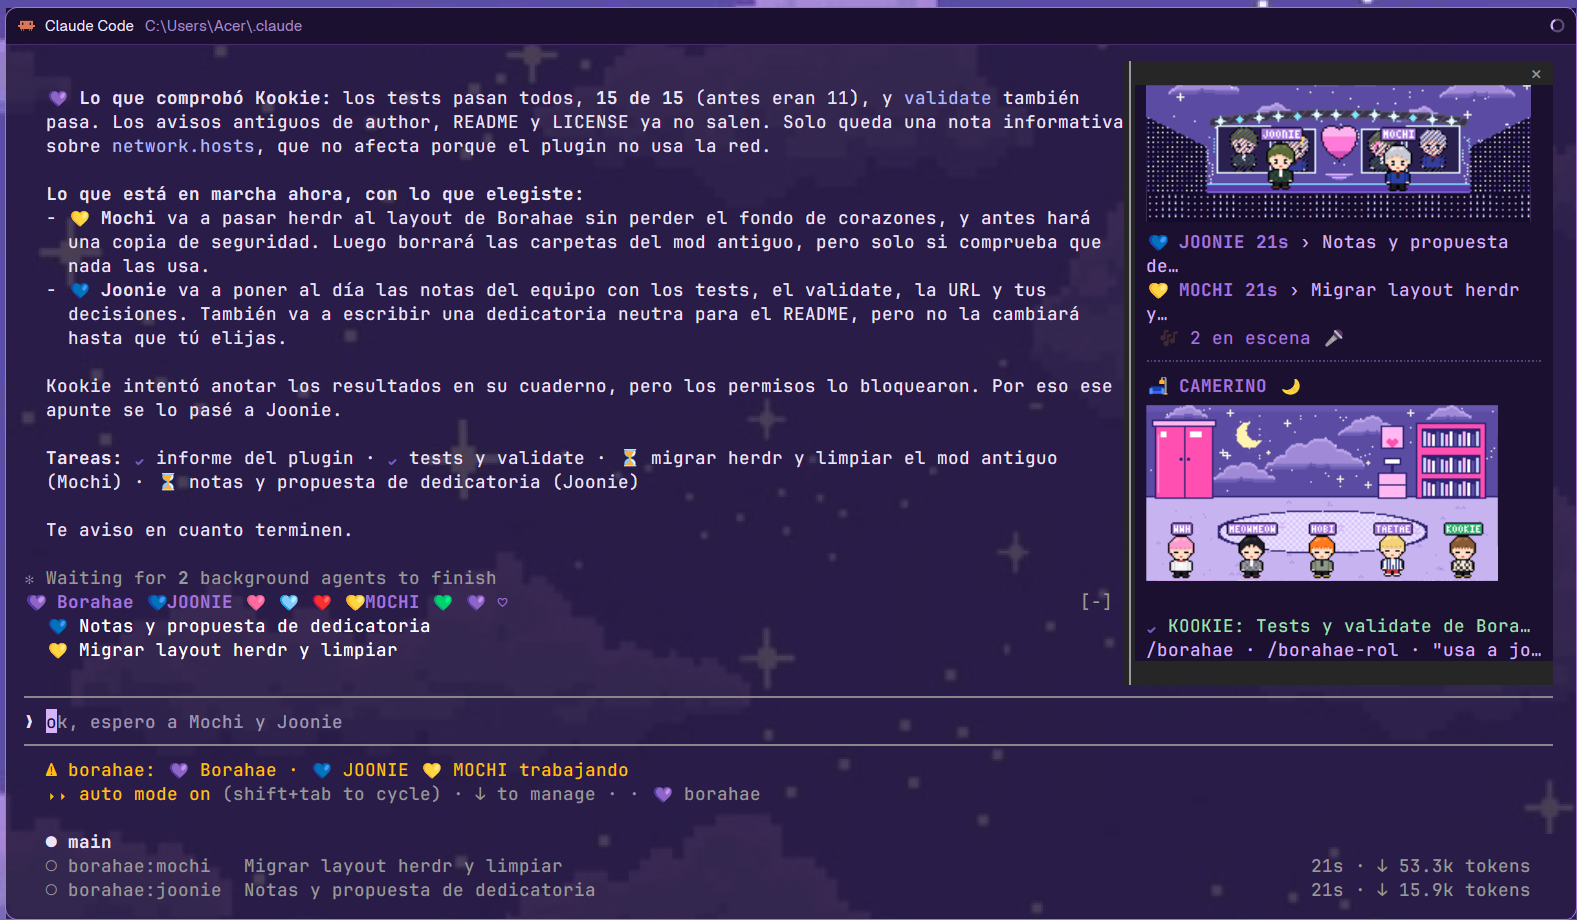 Claude Code C:\Users\Acer\.claude
💜 Lo que comprobó Kookie: los tests pasan todos, 15 de 15 (antes eran 11), y validate también
pasa. Los avisos antiguos de author, README y LICENSE ya no salen. Solo queda una nota informativa
sobre network.hosts, que no afecta porque el plugin no usa la red.
Lo que está en marcha ahora, con lo que elegiste:
- 💛 Mochi va a pasar herdr al layout de Borahae sin perder el fondo de corazones, y antes hará
una copia de seguridad. Luego borrará las carpetas del mod antiguo, pero solo si comprueba que
nada las usa.
- 💙 Joonie va a poner al día las notas del equipo con los tests, el validate, la URL y tus
decisiones. También va a escribir una dedicatoria neutra para el README, pero no la cambiará
hasta que tú elijas.
Kookie intentó anotar los resultados en su cuaderno, pero los permisos lo bloquearon. Por eso ese
apunte se lo pasé a Joonie.
Tareas: ✓ informe del plugin · ✓ tests y validate · ⏳ migrar herdr y limpiar el mod antiguo
(Mochi) · ⏳ notas y propuesta de dedicatoria (Joonie)
Te aviso en cuanto terminen.
✻ Waiting for 2 background agents to finish
💜 Borahae 💙JOONIE 🩷 🩵 ❤️ 💛MOCHI 💚 💜 ♡ [-]
💙 Notas y propuesta de dedicatoria
💛 Migrar layout herdr y limpiar
×
JOONIE MOCHI
💙 JOONIE 21s › Notas y propuesta
de…
💛 MOCHI 21s › Migrar layout herdr
y…
🎶 2 en escena 🎤
🛋️ CAMERINO 🌙
WWH MEOWMEOW HOBI TAETAE KOOKIE
✓ KOOKIE: Tests y validate de Bora…
/borahae · /borahae-rol · "usa a jo…
❯ ok, espero a Mochi y Joonie
⚠ borahae: 💜 Borahae · 💙 JOONIE 💛 MOCHI trabajando
⏵⏵ auto mode on (shift+tab to cycle) · ↓ to manage · · 💜 borahae
● main
○ borahae:mochi Migrar layout herdr y limpiar 21s · ↓ 53.3k tokens
○ borahae:joonie Notas y propuesta de dedicatoria 21s · ↓ 15.9k tokens